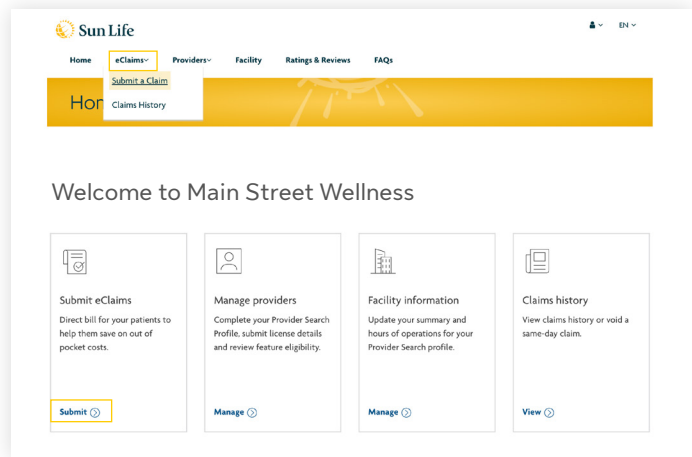 Sun Life
EN
Home eClaims Providers Facility Ratings & Reviews FAQs
Submit a Claim
Claims History
Hom
Welcome to Main Street Wellness
Submit eClaims
Direct bill for your patients to
help them save on out of
pocket costs.
Submit
Manage providers
Complete your Provider Search
Profile, submit license details
and review feature eligibility.
Manage
Facility information
Update your summary and
hours of operations for your
Provider Search profile.
Manage
Claims history
View claims history or void a
same-day claim.
View